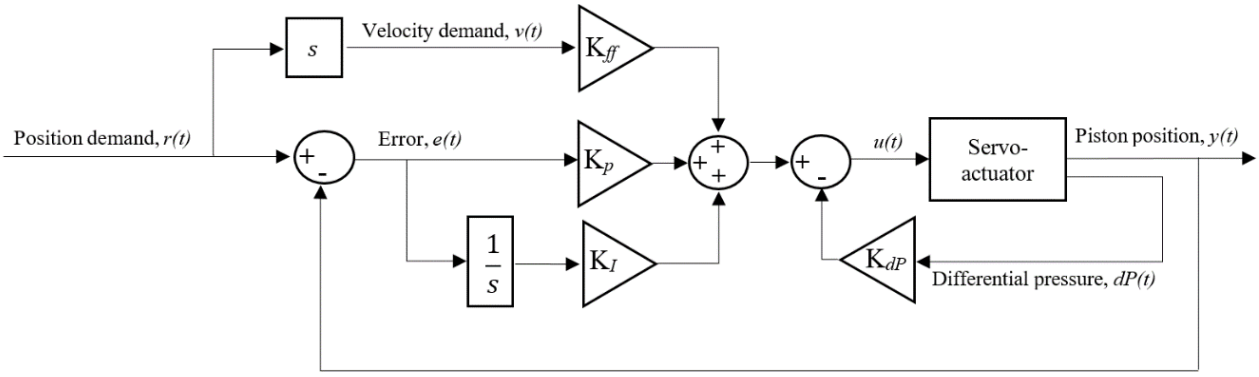 Velocity demand, v(t)
s
K_ff
Position demand, r(t)
+
-
Error, e(t)
K_p
+
+
+
+
-
u(t)
Servo-
actuator
Piston position, y(t)
1
s
K_I
K_dP
Differential pressure, dP(t)